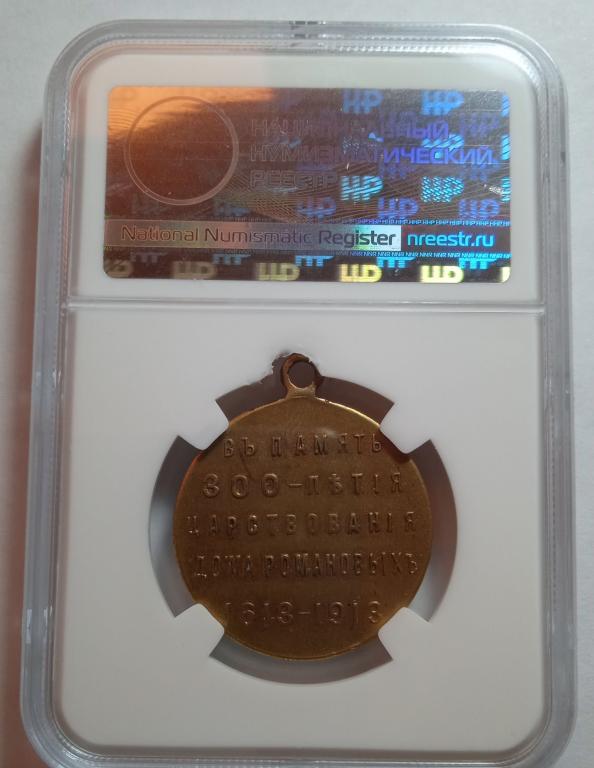 НАЦИОНАЛЬНЫЙ
НУМИЗМАТИЧЕСКИЙ
РЕЕСТР
National Numismatic Register nreestr.ru
ВЪ ПАМЯТЬ
300-ЛѢТІЯ
ЦАРСТВОВАНІЯ
ДОМА РОМАНОВЫХЪ
1613-1913